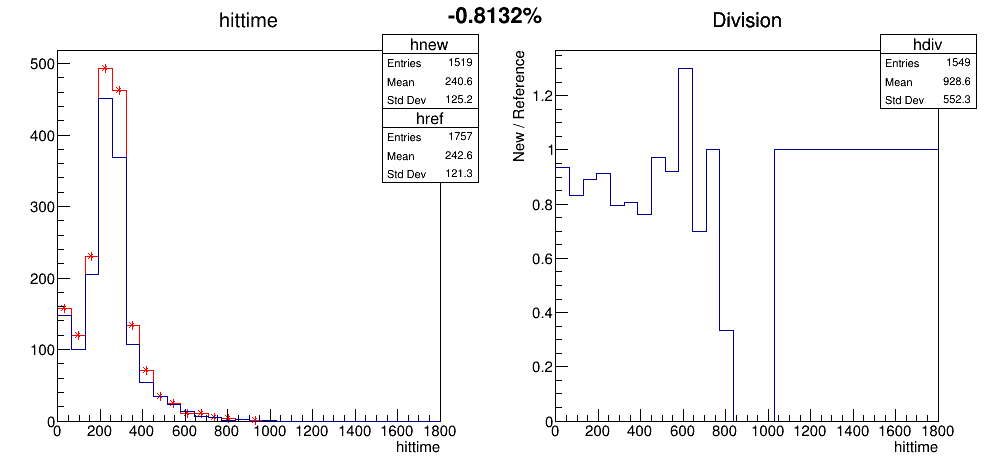 -0.8132%
hittime
hnew
Entries 1519
Mean 240.6
Std Dev 125.2
href
Entries 1757
Mean 242.6
Std Dev 121.3
500
400
300
200
100
0
0 200 400 600 800 1000 1200 1400 1600 1800
hittime
Division
hdiv
Entries 1549
Mean 928.6
Std Dev 552.3
New / Reference
1.2
1
0.8
0.6
0.4
0.2
0
0 200 400 600 800 1000 1200 1400 1600 1800
hittime